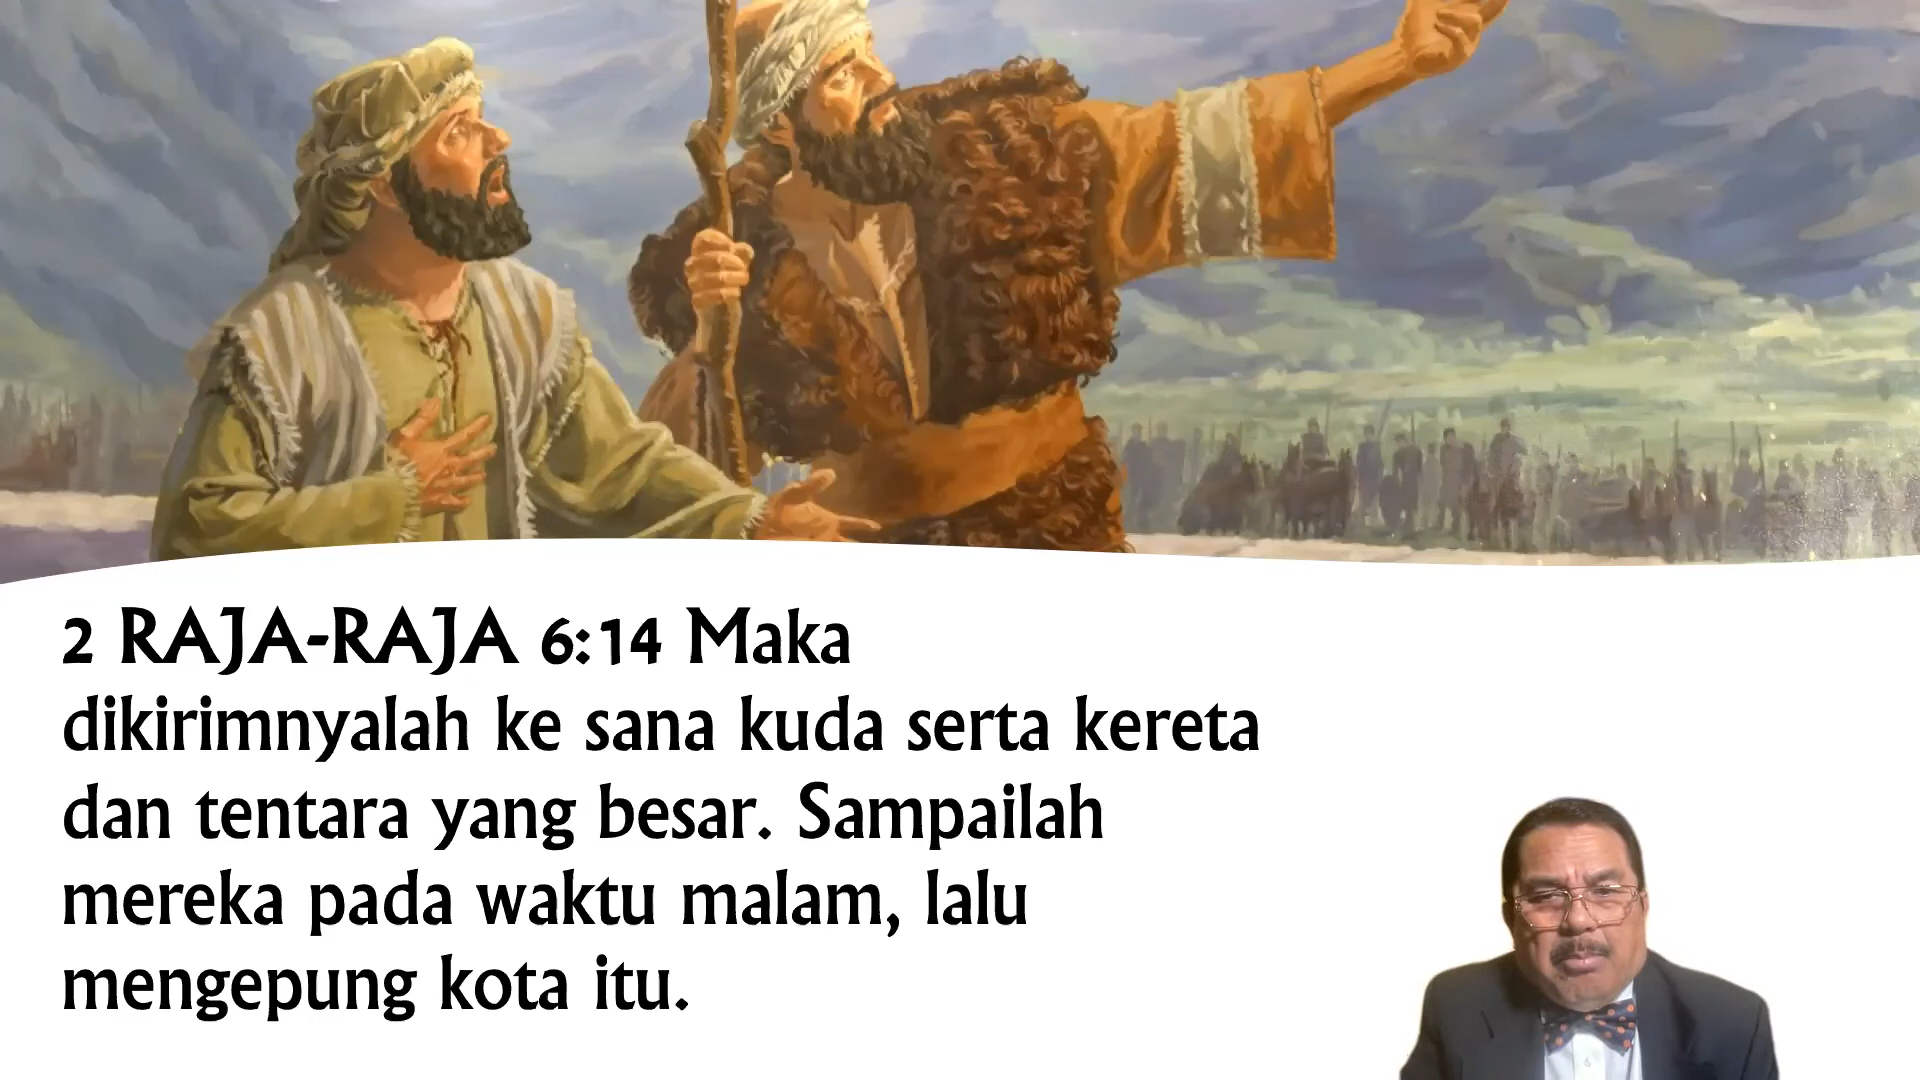 2 RAJA-RAJA 6:14 Maka
dikirimnyalah ke sana kuda serta kereta
dan tentara yang besar. Sampailah
mereka pada waktu malam, lalu
mengepung kota itu.